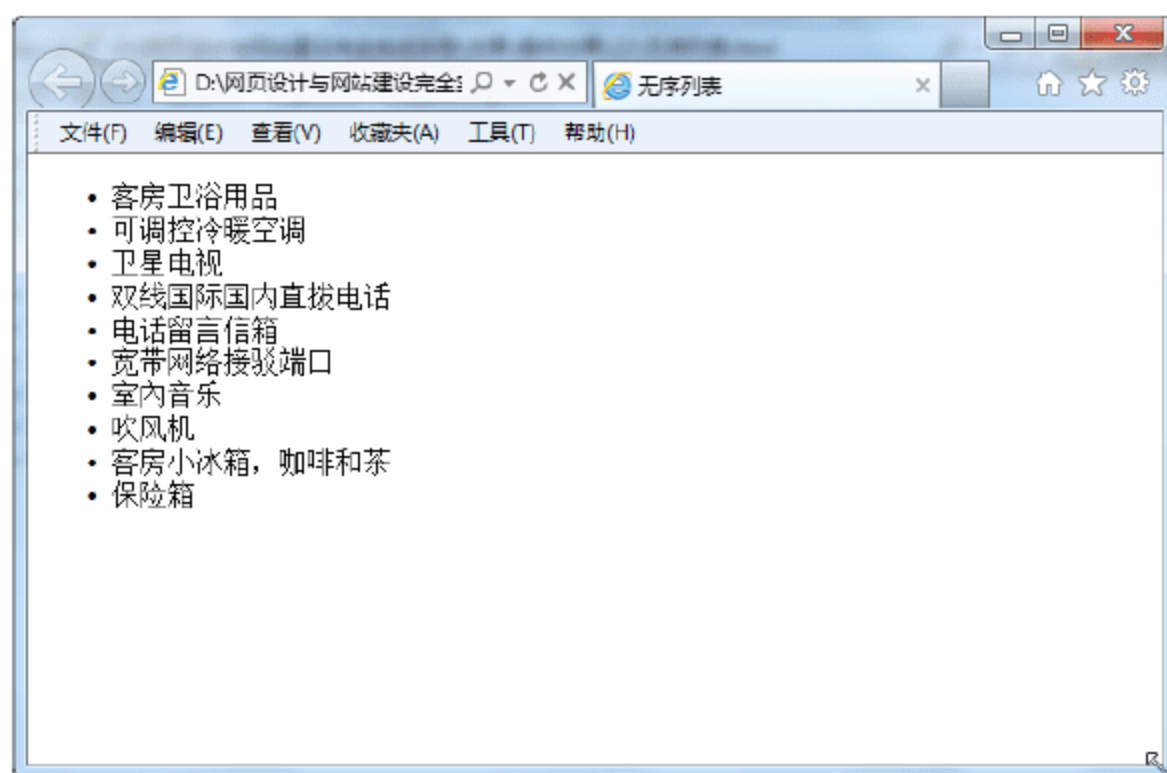 D:\网页设计与网站建设完全
无序列表
文件(F) 编辑(E) 查看(V) 收藏夹(A) 工具(T) 帮助(H)
• 客房卫浴用品
• 可调控冷暖空调
• 卫星电视
• 双线国际国内直拨电话
• 电话留言信箱
• 宽带网络接驳端口
• 室内音乐
• 吹风机
• 客房小冰箱，咖啡和茶
• 保险箱